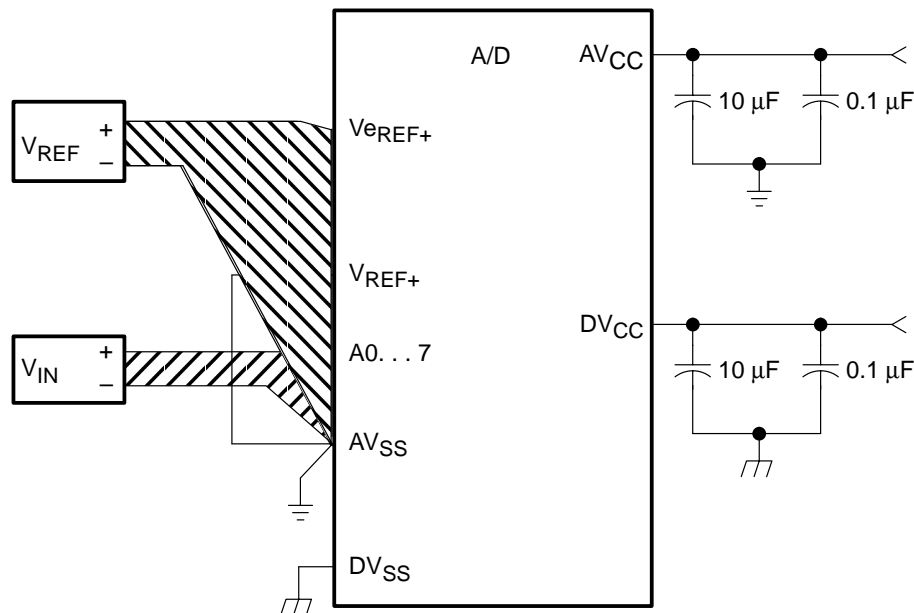 A/D
AVCC
10 µF
0.1 µF
+
VREF
–
VeREF+
VREF+
DVCC
+
A0. . . 7
VIN
–
10 µF
0.1 µF
AVSS
DVSS